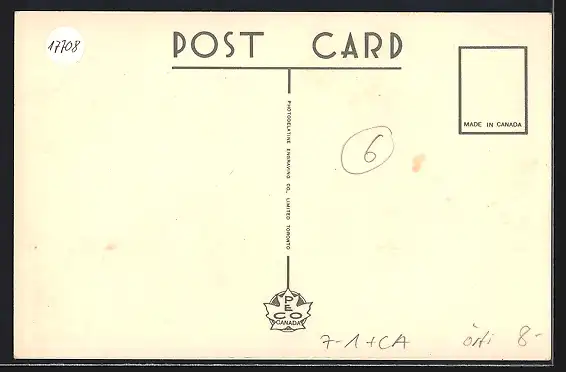 17708
POST CARD
MADE IN CANADA
PHOTOGELATINE ENGRAVING CO., LIMITED TORONTO
6
PECO
CANADA
7-1+CA
8-